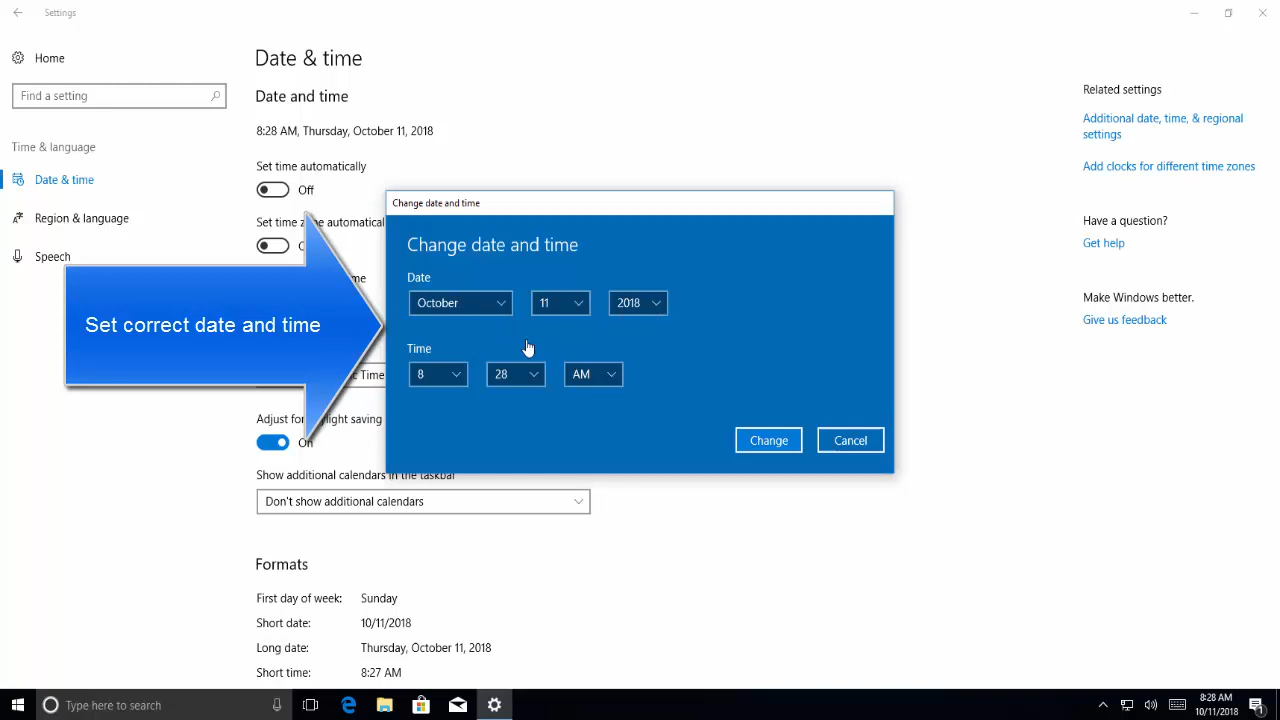 Settings
Home
Find a setting
Time & language
Date & time
Region & language
Speech
Date & time
Date and time
8:28 AM, Thursday, October 11, 2018
Set time automatically
Off
Set time
Set correct date and time
Time
Adjust for
light saving
On
Show additional calendars in the taskbar
Don't show additional calendars
Formats
First day of week: Sunday
Short date: 10/11/2018
Long date: Thursday, October 11, 2018
Short time: 8:27 AM
Change date and time
Change date and time
Date
October 11 2018
Time
8 28 AM
Change Cancel
Related settings
Additional date, time, & regional
settings
Add clocks for different time zones
Have a question?
Get help
Make Windows better.
Give us feedback
Type here to search
8:28 AM
10/11/2018
1